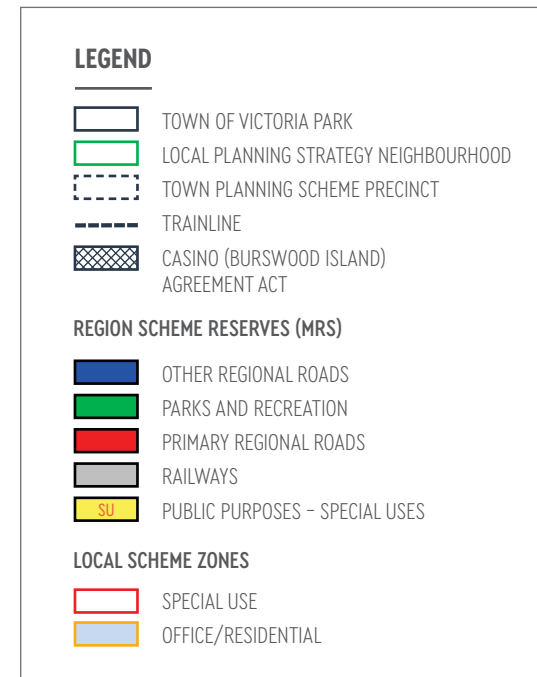 LEGEND
TOWN OF VICTORIA PARK
LOCAL PLANNING STRATEGY NEIGHBOURHOOD
TOWN PLANNING SCHEME PRECINCT
TRAINLINE
CASINO (BURSWOOD ISLAND)
AGREEMENT ACT
REGION SCHEME RESERVES (MRS)
OTHER REGIONAL ROADS
PARKS AND RECREATION
PRIMARY REGIONAL ROADS
RAILWAYS
SU PUBLIC PURPOSES – SPECIAL USES
LOCAL SCHEME ZONES
SPECIAL USE
OFFICE/RESIDENTIAL